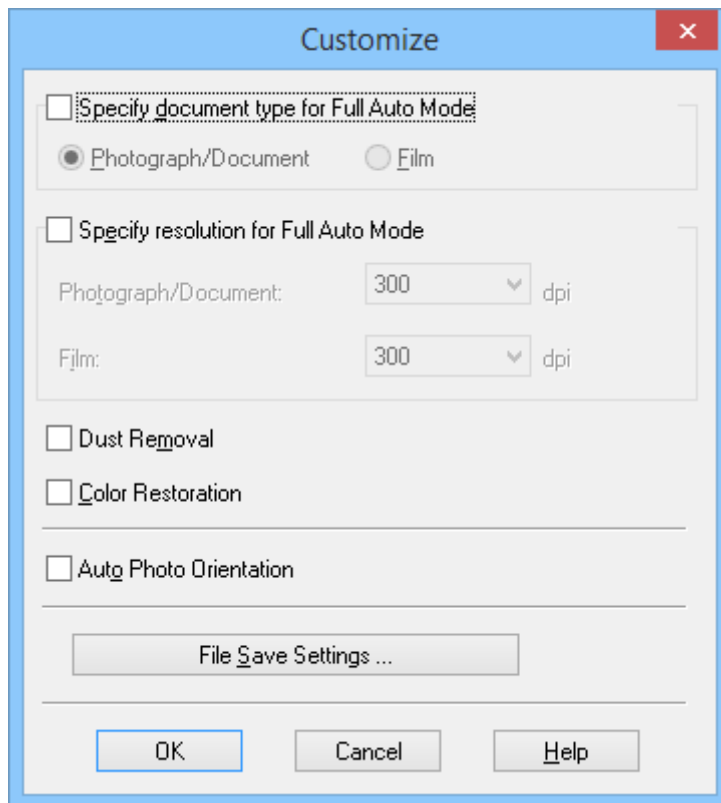 Customize
Specify document type for Full Auto Mode
Photograph/Document Film
Specify resolution for Full Auto Mode
Photograph/Document: 300 dpi
Film: 300 dpi
Dust Removal
Color Restoration
Auto Photo Orientation
File Save Settings ...
OK Cancel Help